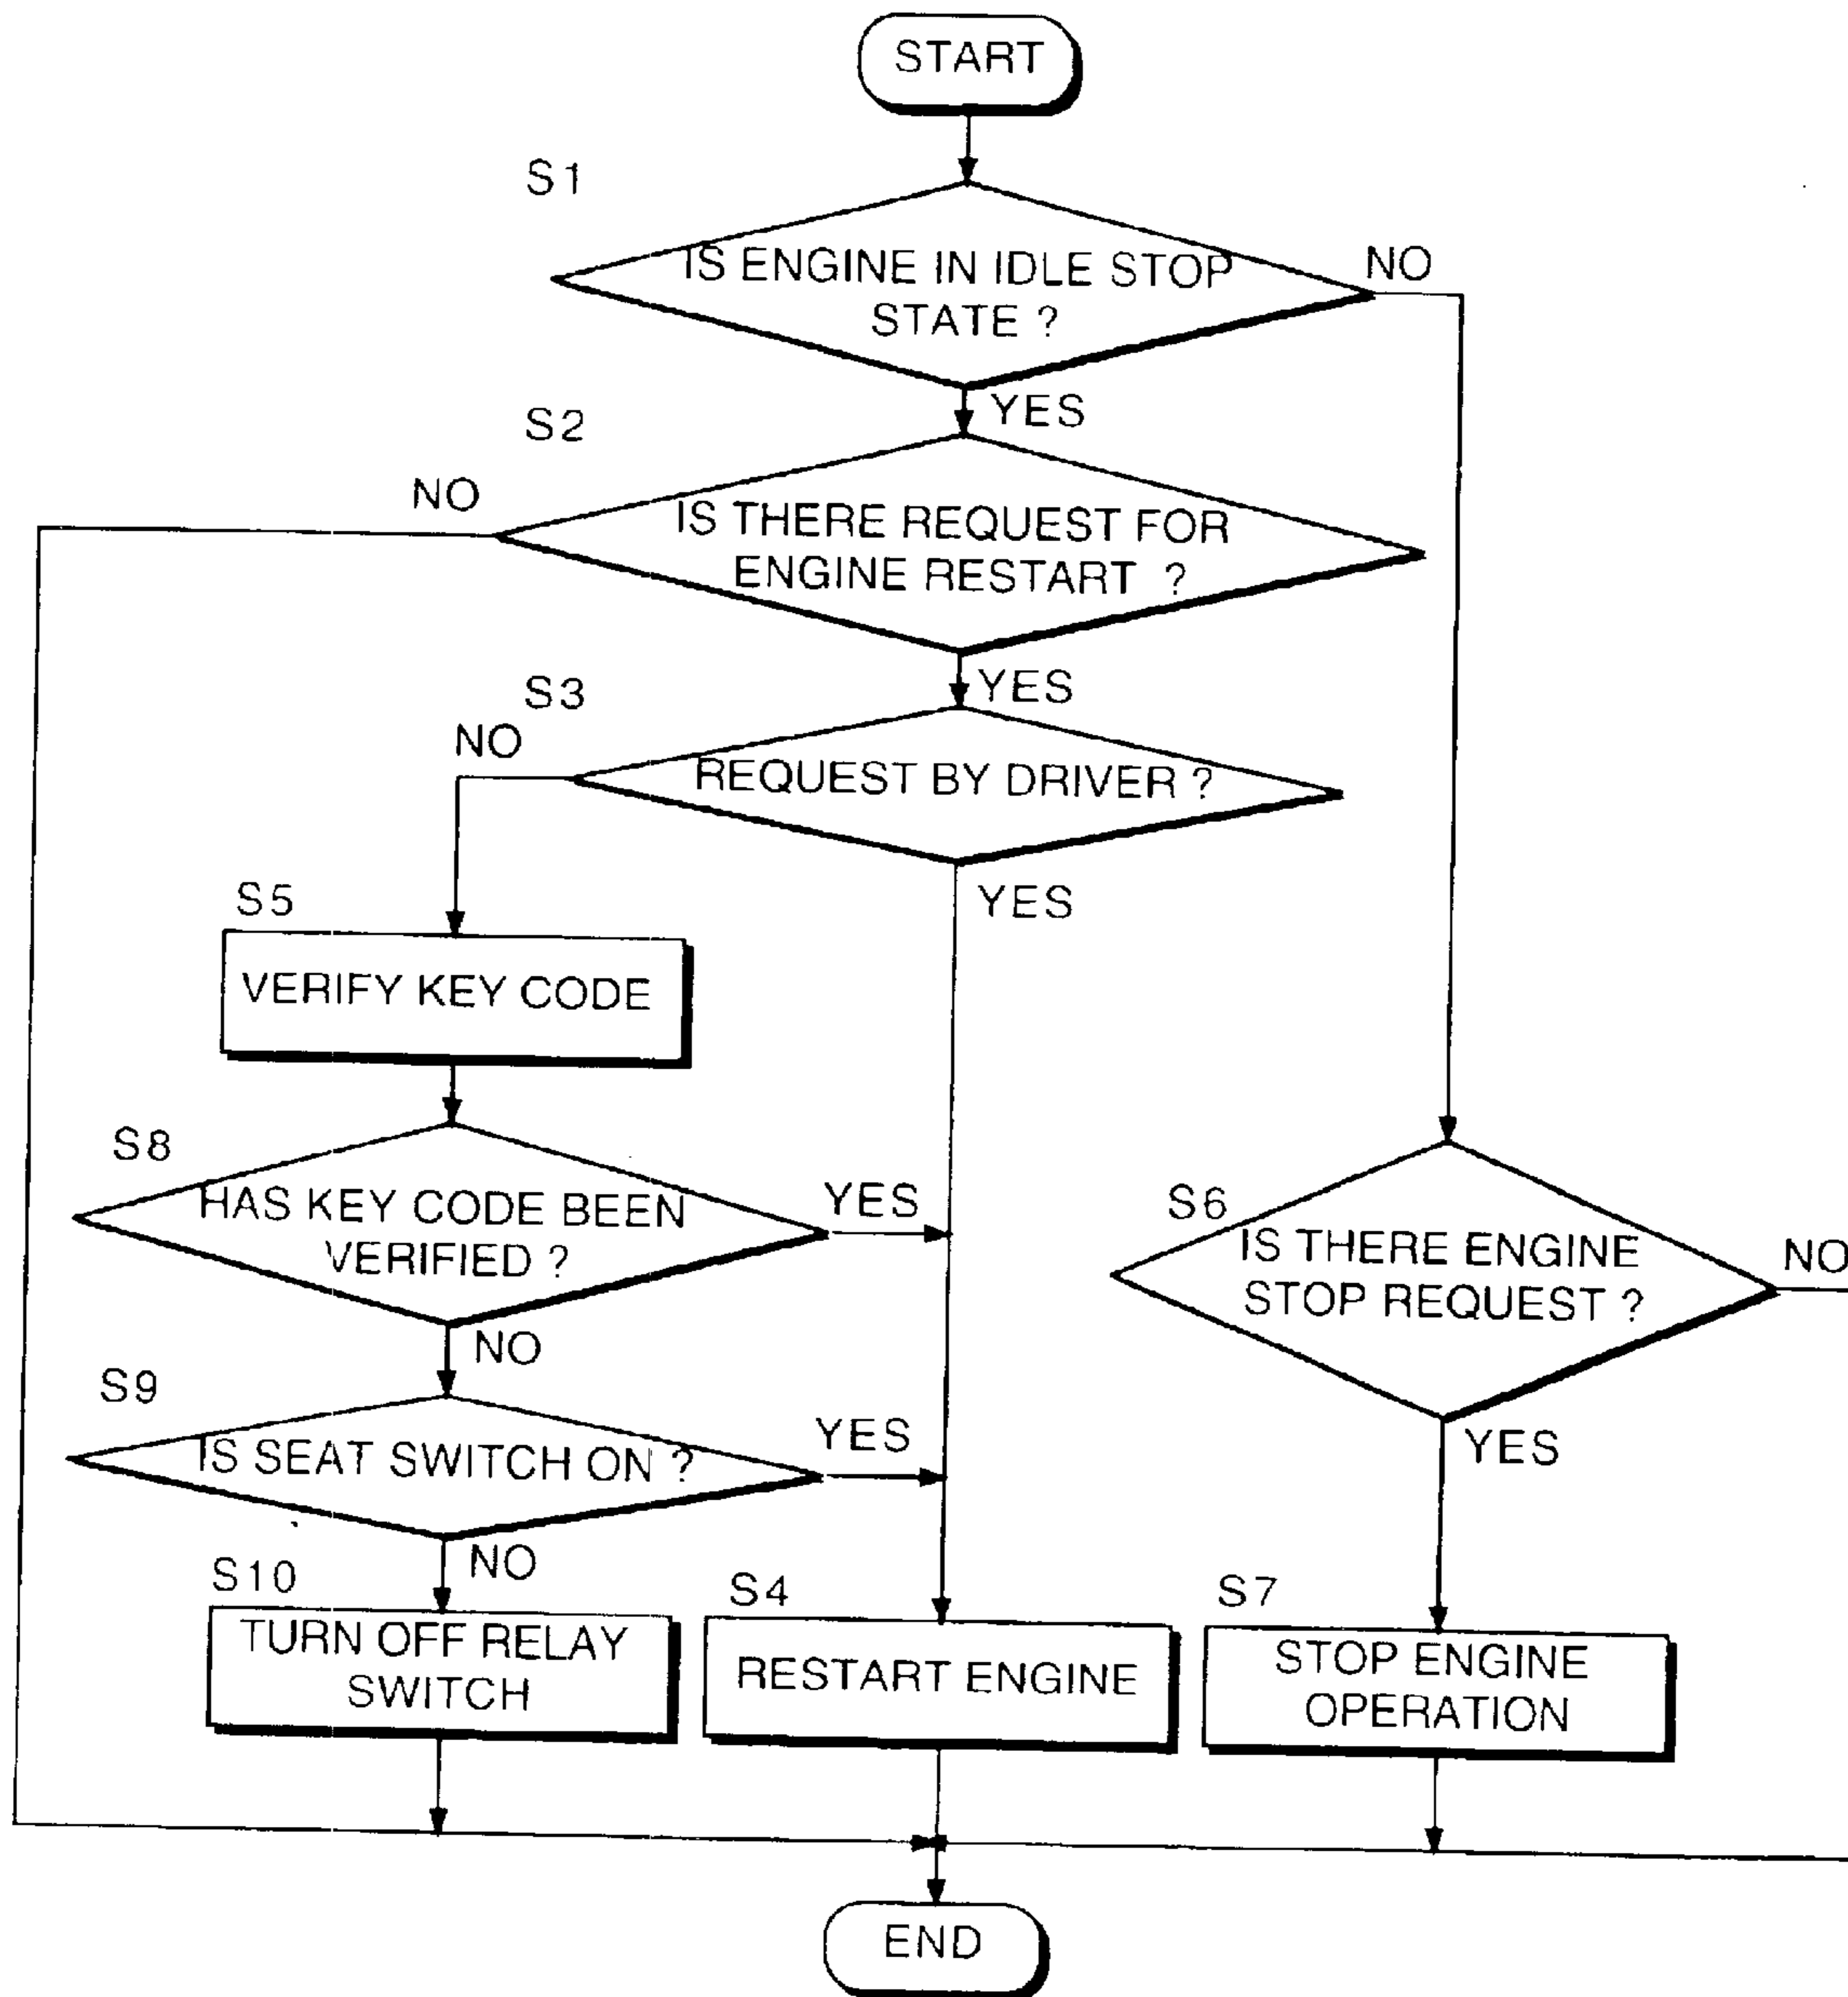 START
S1
IS ENGINE IN IDLE STOP
STATE ?
NO
YES
S2
NO
IS THERE REQUEST FOR
ENGINE RESTART ?
YES
S3
NO
REQUEST BY DRIVER ?
YES
S5
VERIFY KEY CODE
S8
HAS KEY CODE BEEN
VERIFIED ?
YES
NO
S6
IS THERE ENGINE
STOP REQUEST ?
NO
YES
S9
IS SEAT SWITCH ON ?
YES
NO
S10
TURN OFF RELAY
SWITCH
S4
RESTART ENGINE
S7
STOP ENGINE
OPERATION
END